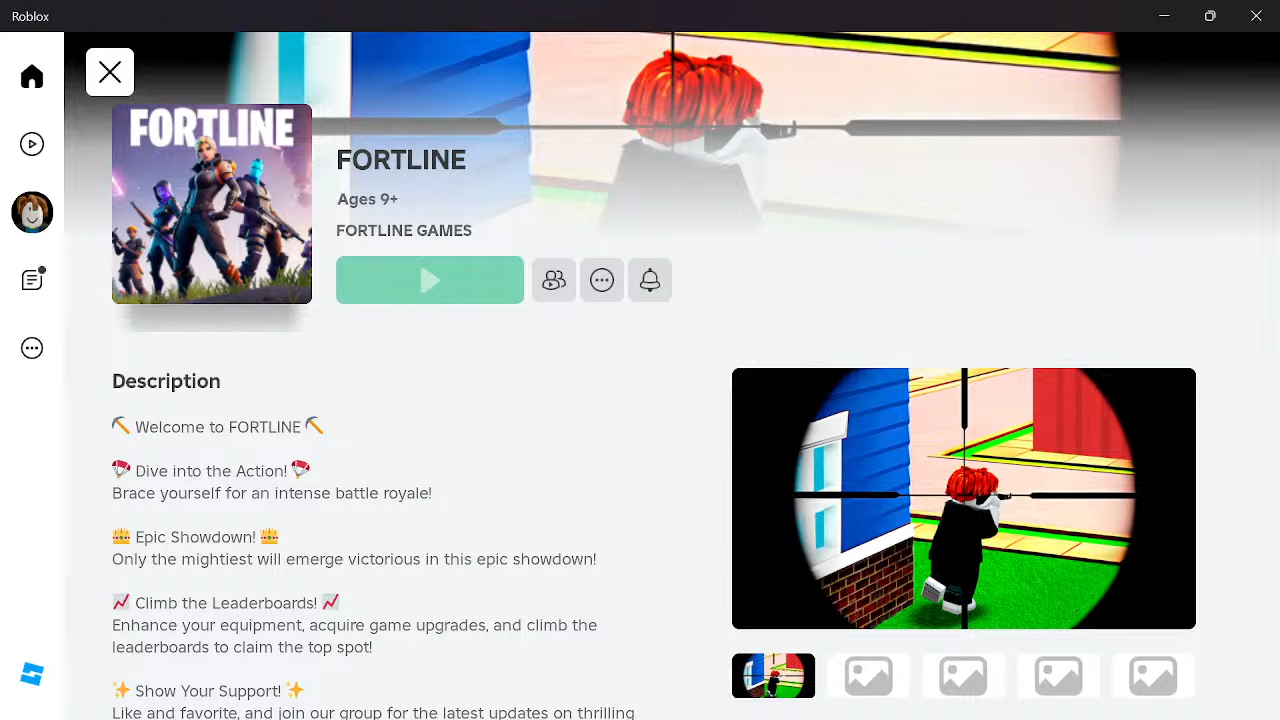 Roblox
FORTLINE
FORTLINE
Ages 9+
FORTLINE GAMES
Description
⛏️ Welcome to FORTLINE ⛏️
🪂 Dive into the Action! 🪂
Brace yourself for an intense battle royale!
👑 Epic Showdown! 👑
Only the mightiest will emerge victorious in this epic showdown!
📈 Climb the Leaderboards! 📈
Enhance your equipment, acquire game upgrades, and climb the
leaderboards to claim the top spot!
✨ Show Your Support! ✨
Like and favorite, and join our group for the latest updates on thrilling